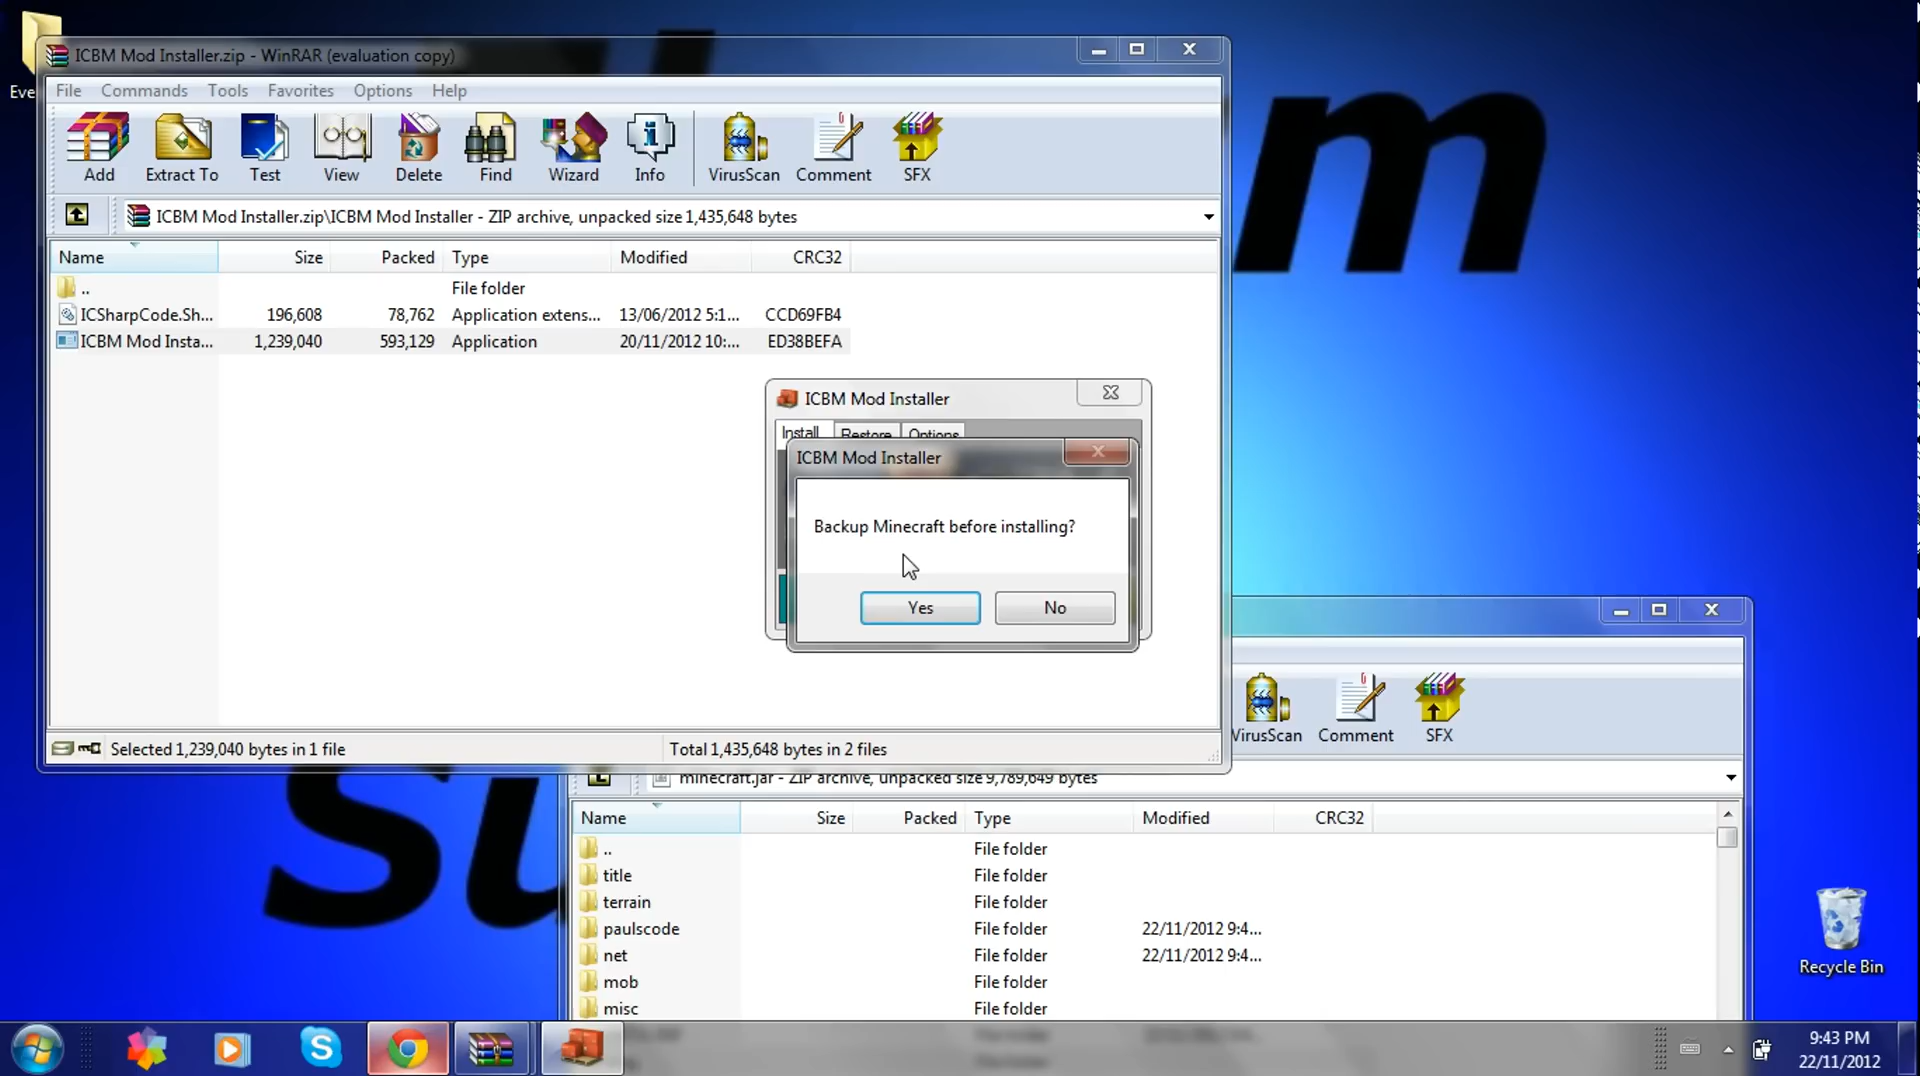 Eve
ICBM Mod Installer.zip - WinRAR (evaluation copy)
File Commands Tools Favorites Options Help
Add Extract To Test View Delete Find Wizard Info VirusScan Comment SFX
ICBM Mod Installer.zip\ICBM Mod Installer - ZIP archive, unpacked size 1,435,648 bytes
Name Size Packed Type Modified CRC32
.. File folder
ICSharpCode.Sh... 196,608 78,762 Application extens... 13/06/2012 5:1... CCD69FB4
ICBM Mod Insta... 1,239,040 593,129 Application 20/11/2012 10:... ED38BEFA
ICBM Mod Installer
Install Restore Options
ICBM Mod Installer
Backup Minecraft before installing?
Yes No
Selected 1,239,040 bytes in 1 file Total 1,435,648 bytes in 2 files
VirusScan Comment SFX
minecraft.jar - ZIP archive, unpacked size 9,789,649 bytes
Name Size Packed Type Modified CRC32
.. File folder
title File folder
terrain File folder
paulscode File folder 22/11/2012 9:4...
net File folder 22/11/2012 9:4...
mob File folder
misc File folder
Recycle Bin
9:43 PM
22/11/2012